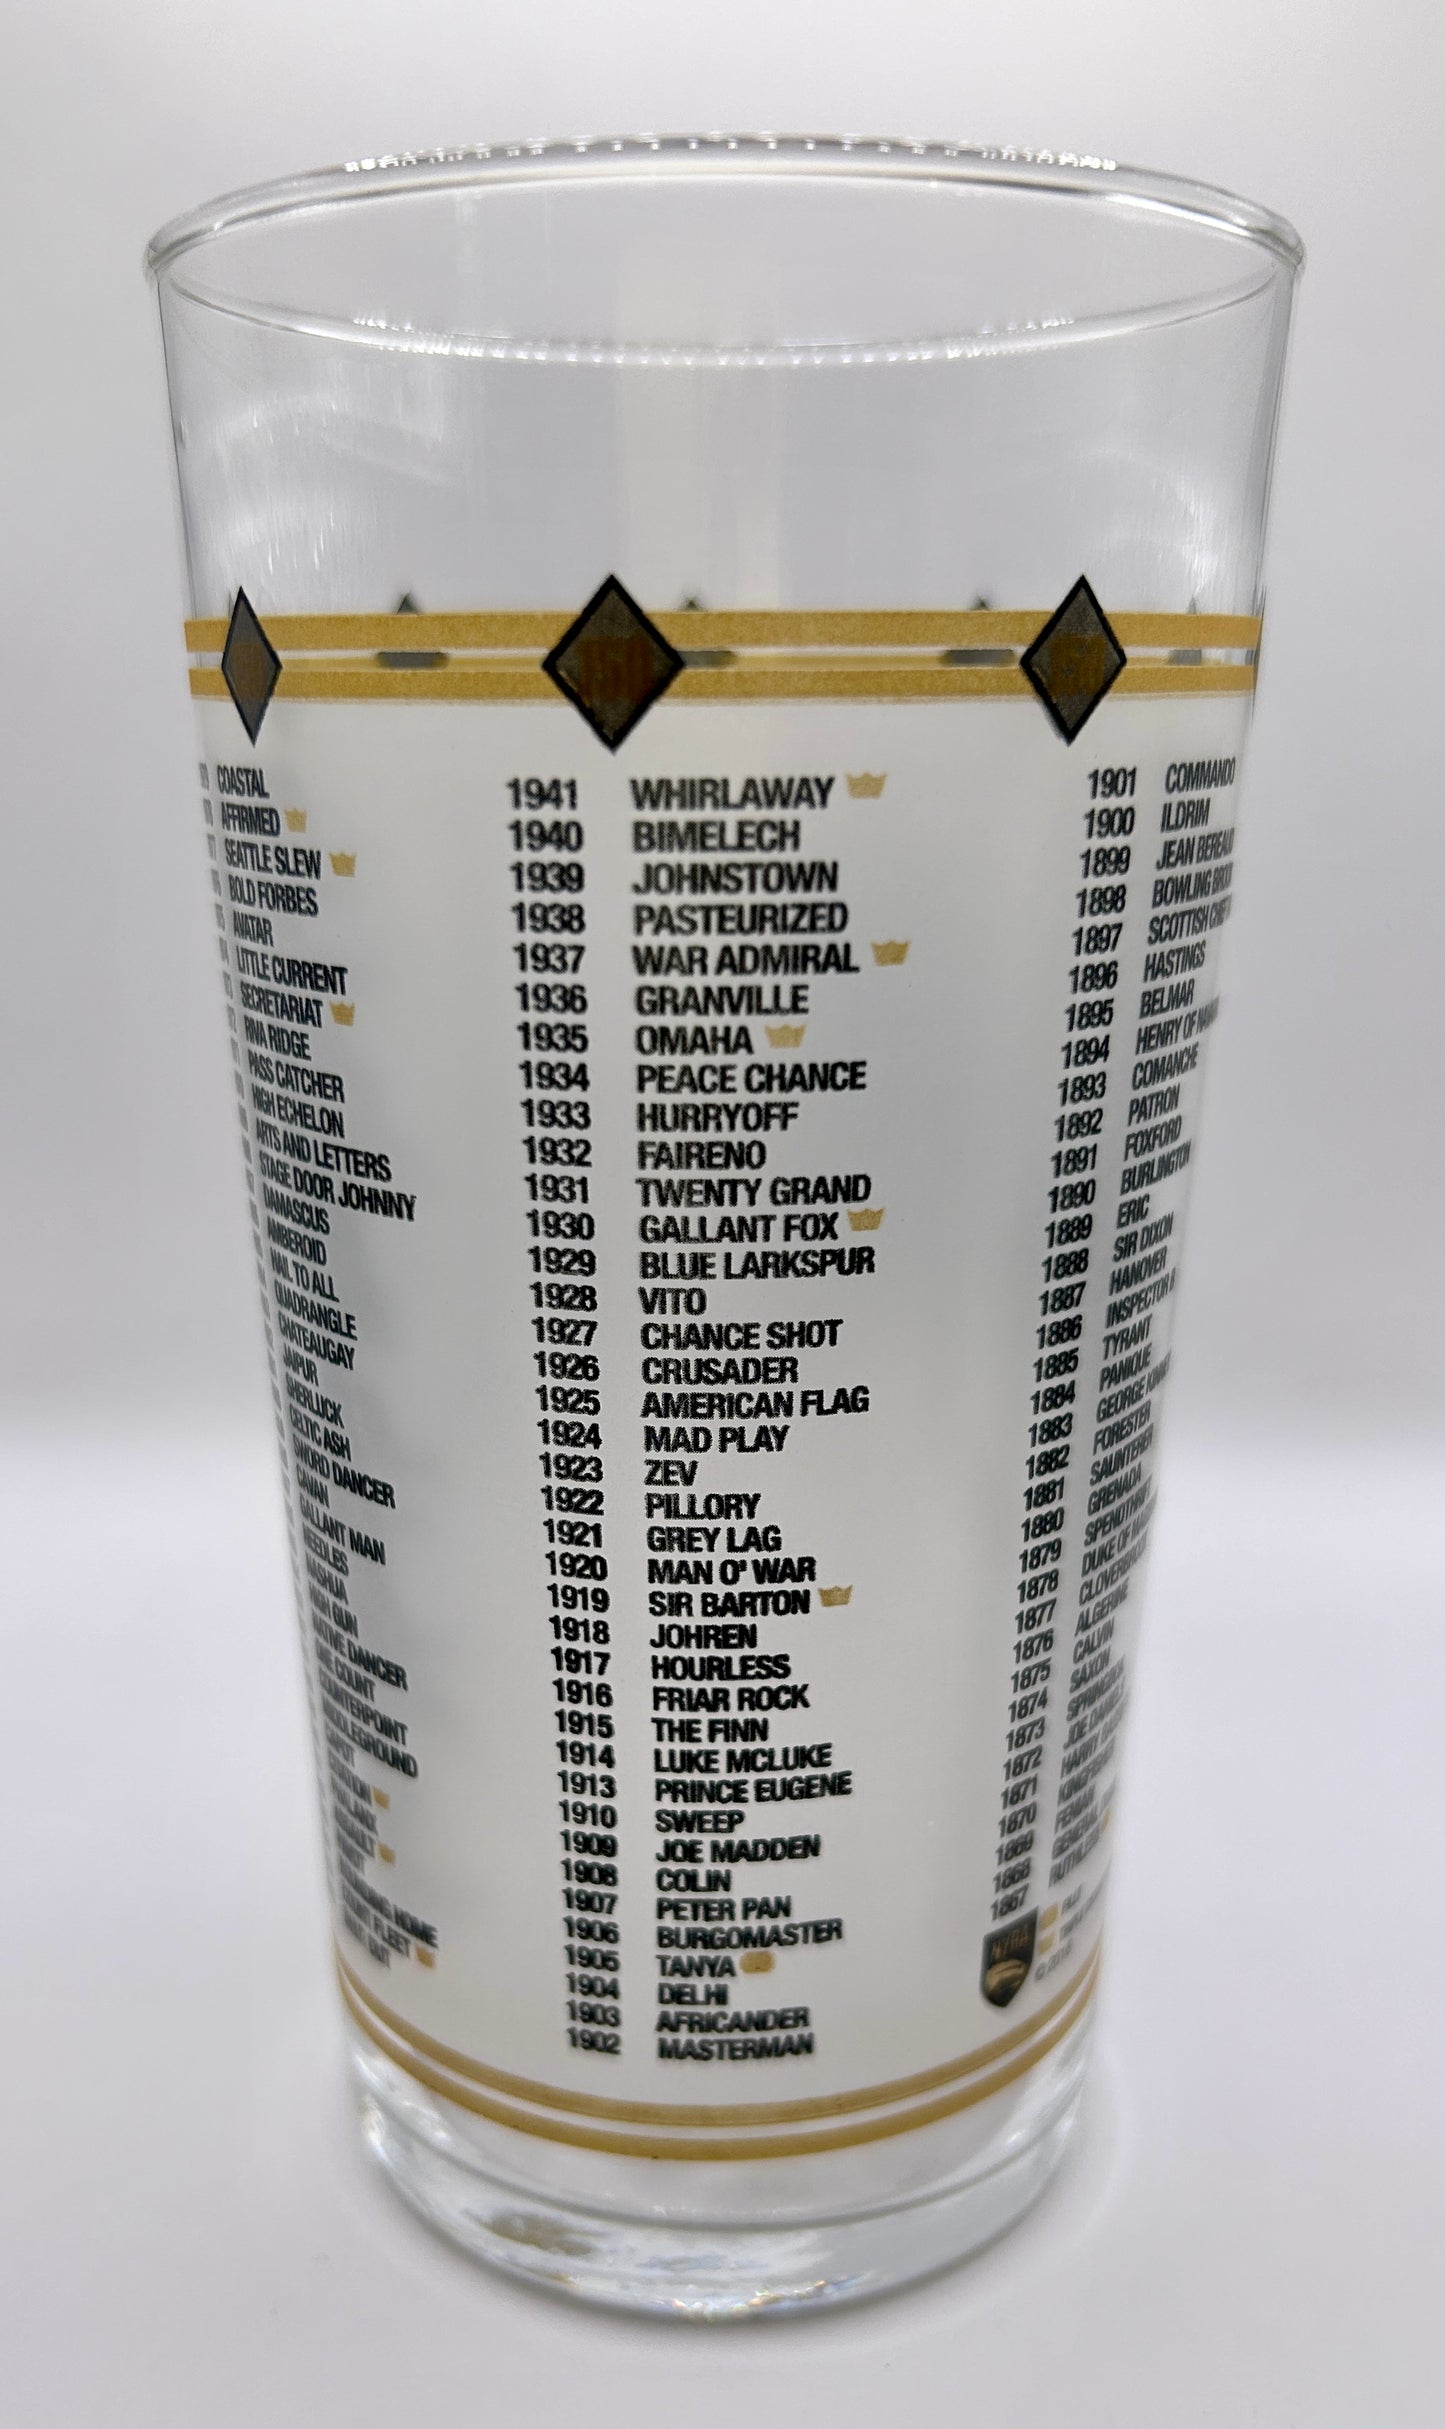 150
COASTAL
AFFIRMED
SEATTLE SLEW
BOLD FORBES
AVATAR
LITTLE CURRENT
SECRETARIAT
RIVA RIDGE
PASS CATCHER
HIGH ECHELON
ARTS AND LETTERS
STAGE DOOR JOHNNY
DAMASCUS
AMBEROID
HAIL TO ALL
QUADRANGLE
CHATEAUGAY
JAIPUR
SHERLUCK
CELTIC ASH
SWORD DANCER
CAVAN
GALLANT MAN
NEEDLES
NASHUA
HIGH GUN
NATIVE DANCER
COUNT
1941 WHIRLAWAY
1940 BIMELECH
1939 JOHNSTOWN
1938 PASTEURIZED
1937 WAR ADMIRAL
1936 GRANVILLE
1935 OMAHA
1934 PEACE CHANCE
1933 HURRYOFF
1932 FAIRENO
1931 TWENTY GRAND
1930 GALLANT FOX
1929 BLUE LARKSPUR
1928 VITO
1927 CHANCE SHOT
1926 CRUSADER
1925 AMERICAN FLAG
1924 MAD PLAY
1923 ZEV
1922 PILLORY
1921 GREY LAG
1920 MAN O' WAR
1919 SIR BARTON
1918 JOHREN
1917 HOURLESS
1916 FRIAR ROCK
1915 THE FINN
1914 LUKE MCLUKE
1913 PRINCE EUGENE
1910 SWEEP
1909 JOE MADDEN
1908 COLIN
1907 PETER PAN
1906 BURGOMASTER
1905 TANYA
1904 DELHI
1903 AFRICANDER
1902 MASTERMAN
1901 COMMANDO
1900 ILDRIM
1899 JEAN
1898 BOWLING
1897 SCOTTISH
1896 HASTINGS
1895 BELMAR
1894 HENRY OF
1893 COMANCHE
1892 PATRON
1891 FOXFORD
1890 BURLINGTON
1889 ERIC
1888 SIR DIXON
1887 HANOVER
1886 INSPECTOR B
1885 TYRANT
1884 PANIQUE
1883 GEORGE
1882 FORESTER
1881 SAUNTERER
1880 GRENADA
1879 SPENDTHRIFT
1878 DUKE OF
1877 CLOVERBROOK
1876 ALGERINE
1875 CALVIN
1874 SAXON
1873 SPRINGBOK
1872 JOE DANIELS
1871 HARRY
1870 KINGFISHER
1869 FENIAN
1868 GENERAL
1867 RUTHLESS
NYRA